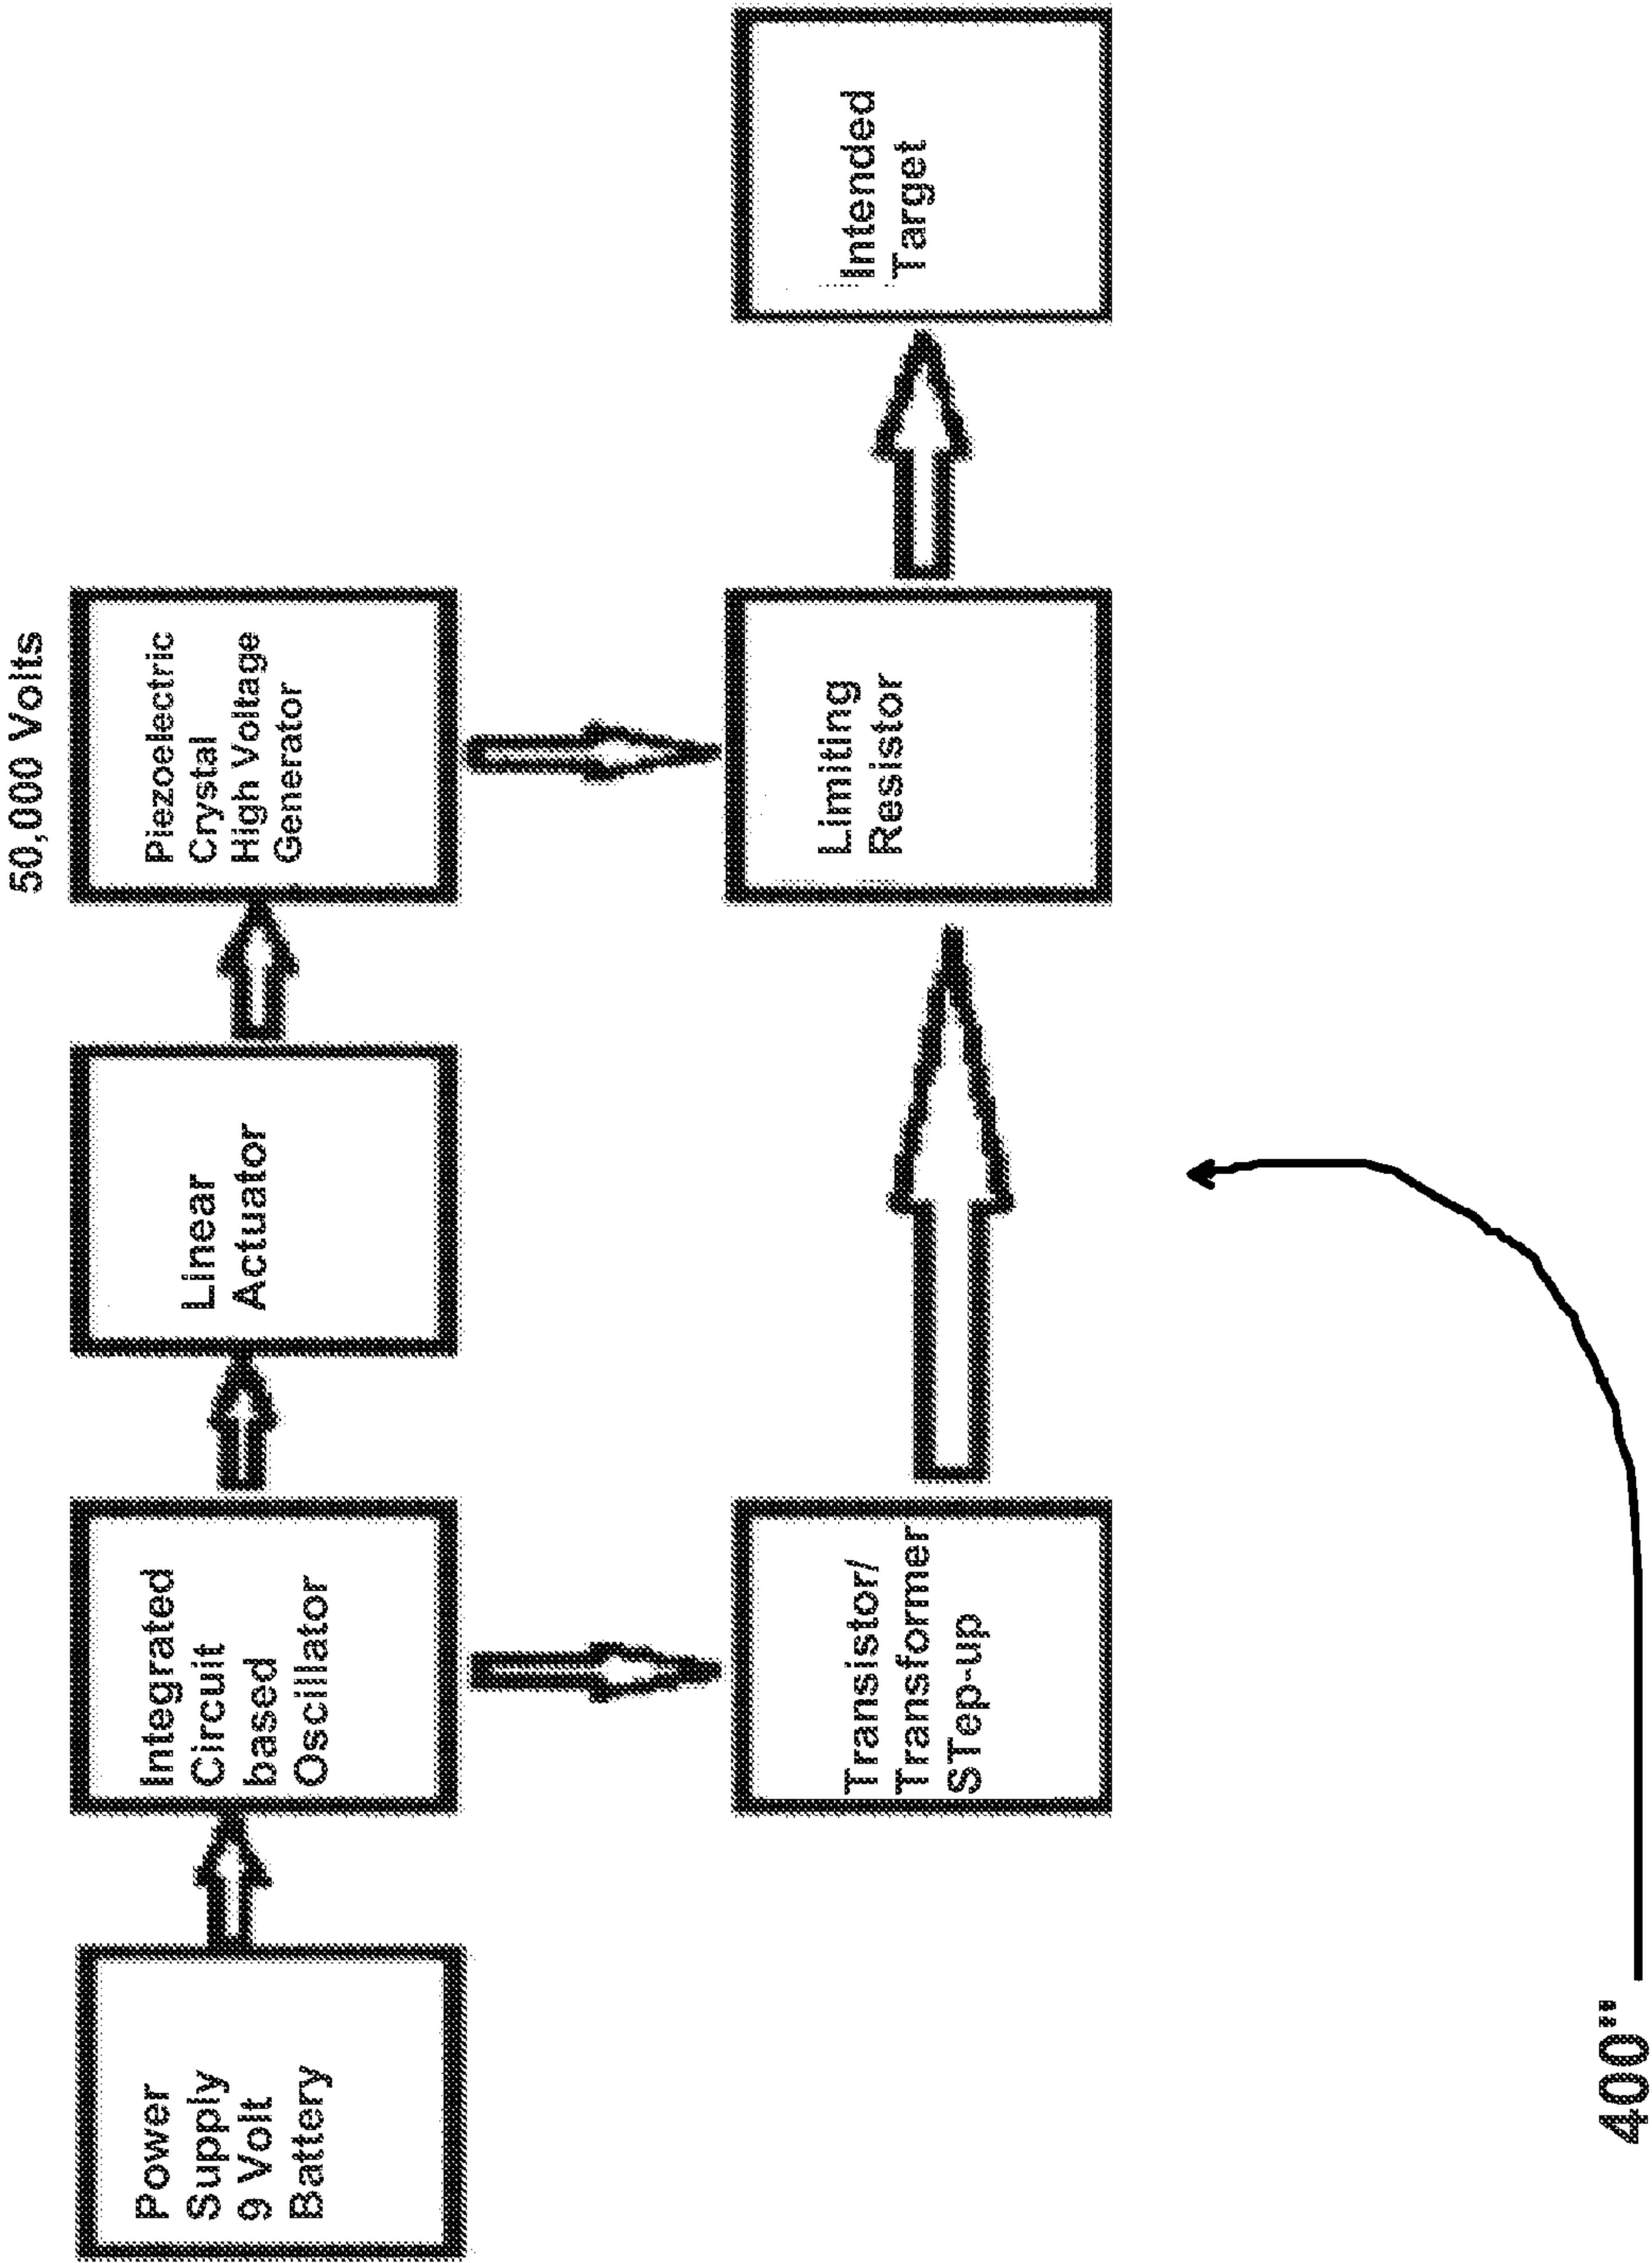 50,000 Volts
Power
Supply
9 Volt
Battery
Integrated
Circuit
based
Oscillator
Linear
Actuator
Piezoelectric
Crystal
High Voltage
Generator
Transistor/
Transformer
STep-up
Limiting
Resistor
Intended
Target
400"